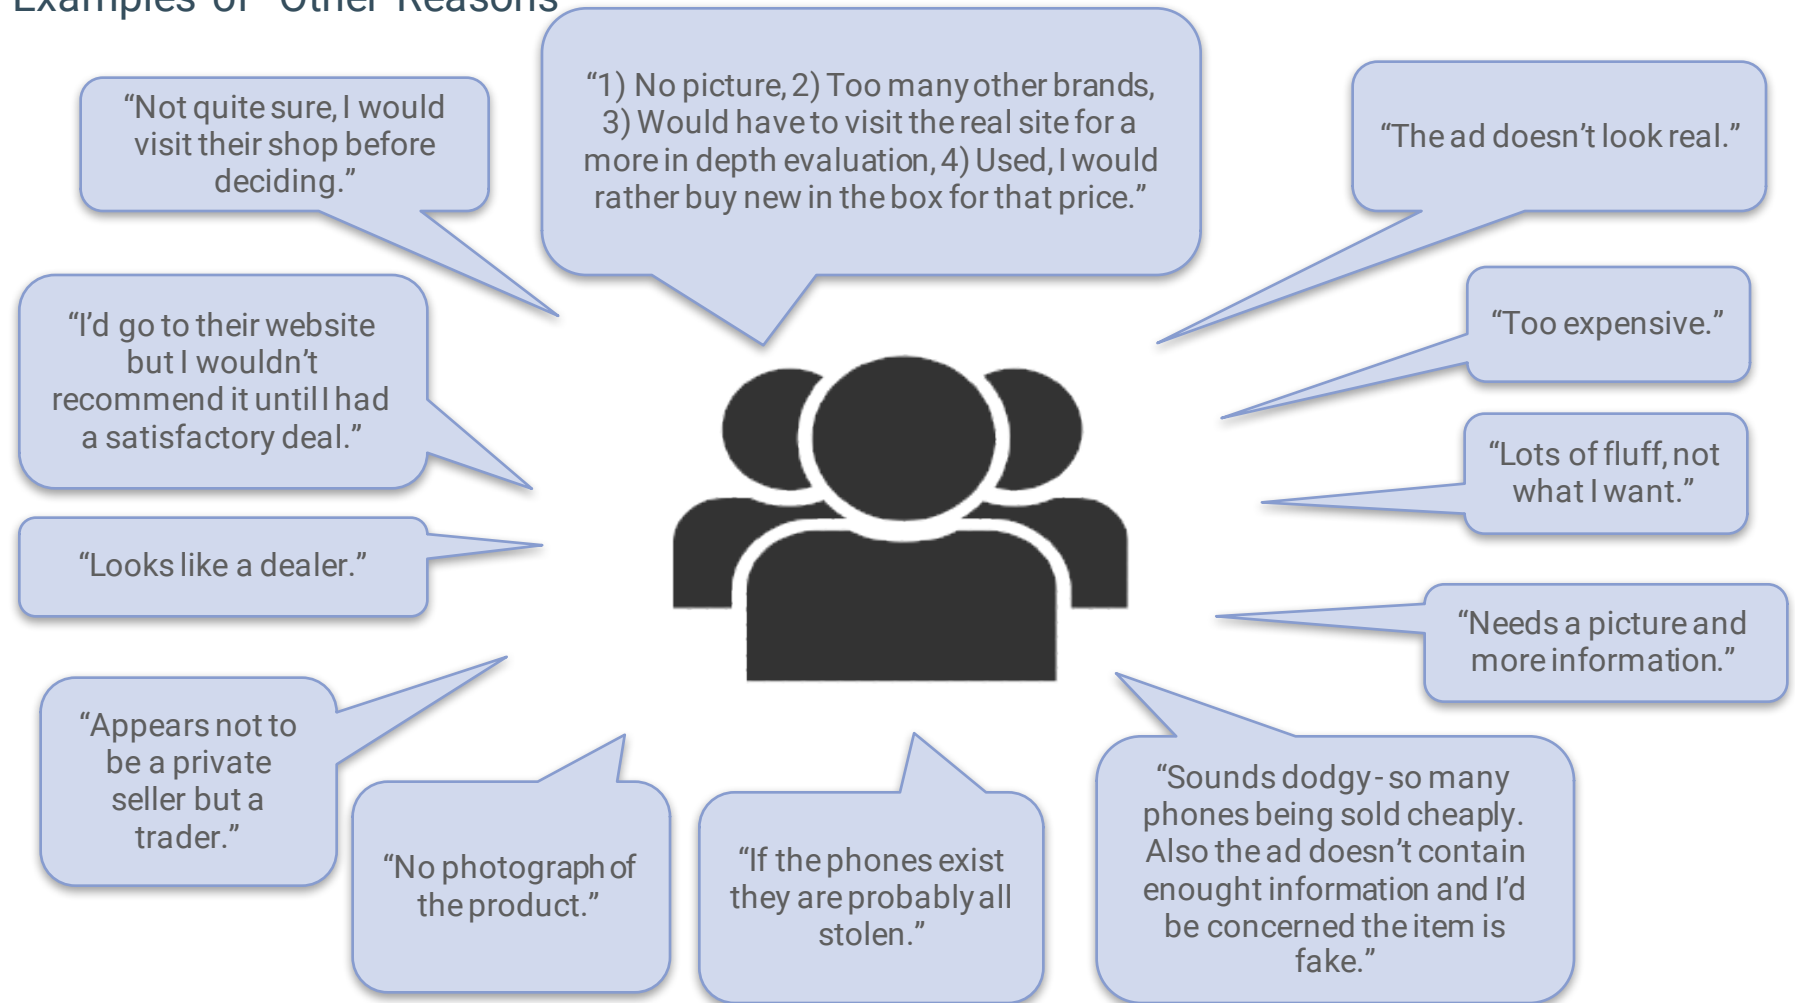 Examples of "Other Reasons"
“Not quite sure, I would
visit their shop before
deciding.”
“1) No picture, 2) Too many other brands,
3) Would have to visit the real site for a
more in depth evaluation, 4) Used, I would
rather buy new in the box for that price.”
“The ad doesn’t look real.”
“I’d go to their website
but I wouldn’t
recommend it until I had
a satisfactory deal.”
“Too expensive.”
“Lots of fluff, not
what I want.”
“Looks like a dealer.”
“Needs a picture and
more information.”
“Appears not to
be a private
seller but a
trader.”
“No photograph of
the product.”
“If the phones exist
they are probably all
stolen.”
“Sounds dodgy - so many
phones being sold cheaply.
Also the ad doesn’t contain
enought information and I’d
be concerned the item is
fake.”